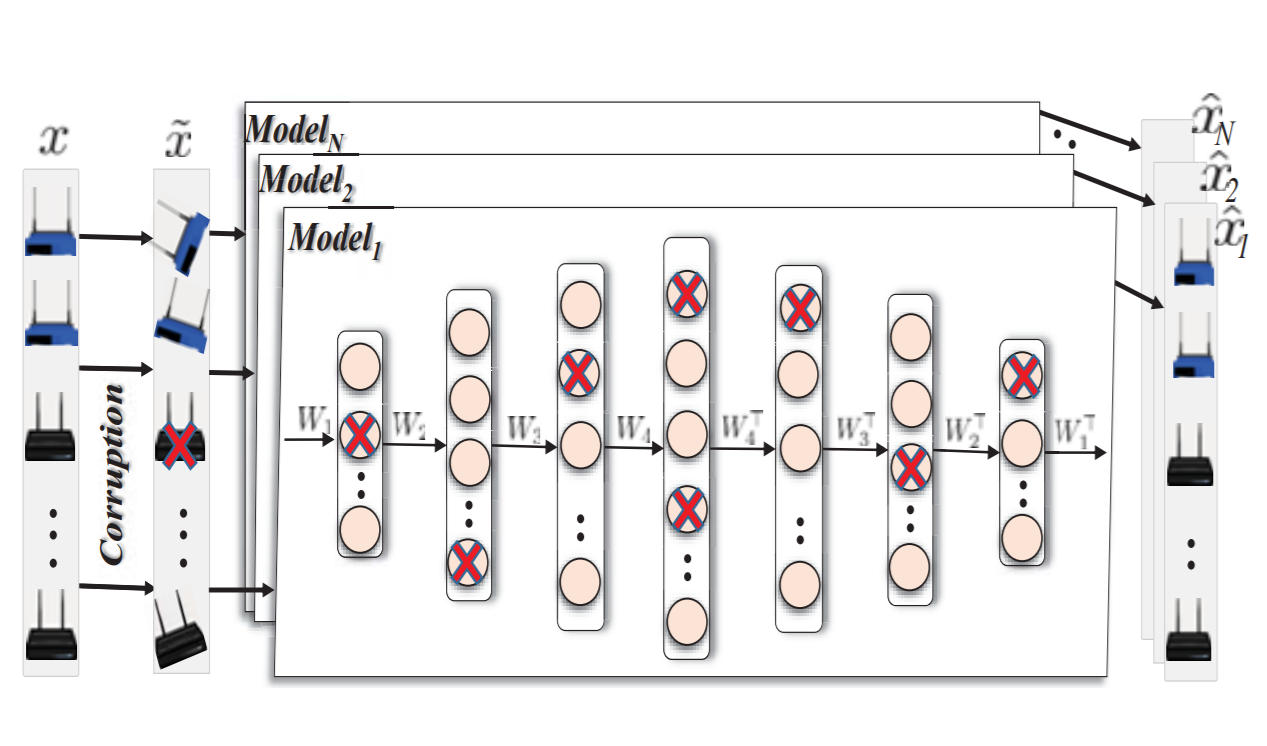 x
x̃
Corruption
Model_N
Model_2
Model_1
W_1
W_2
W_3
W_4
W_4^⊤
W_3^⊤
W_2^⊤
W_1^⊤
x̂_N
x̂_2
x̂_1